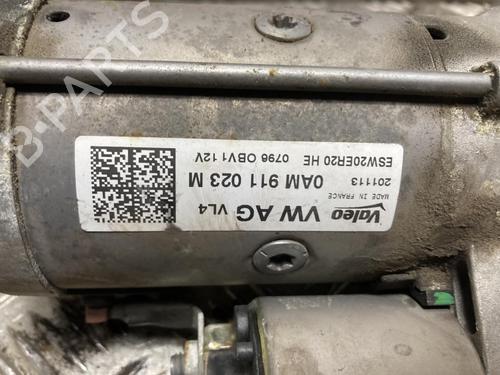 B-PARTS
Valeo VW AG VL4
MADE IN FRANCE
201113 0AM 911 023 M
ESW20ER20 HE 0796 OBV1 12V